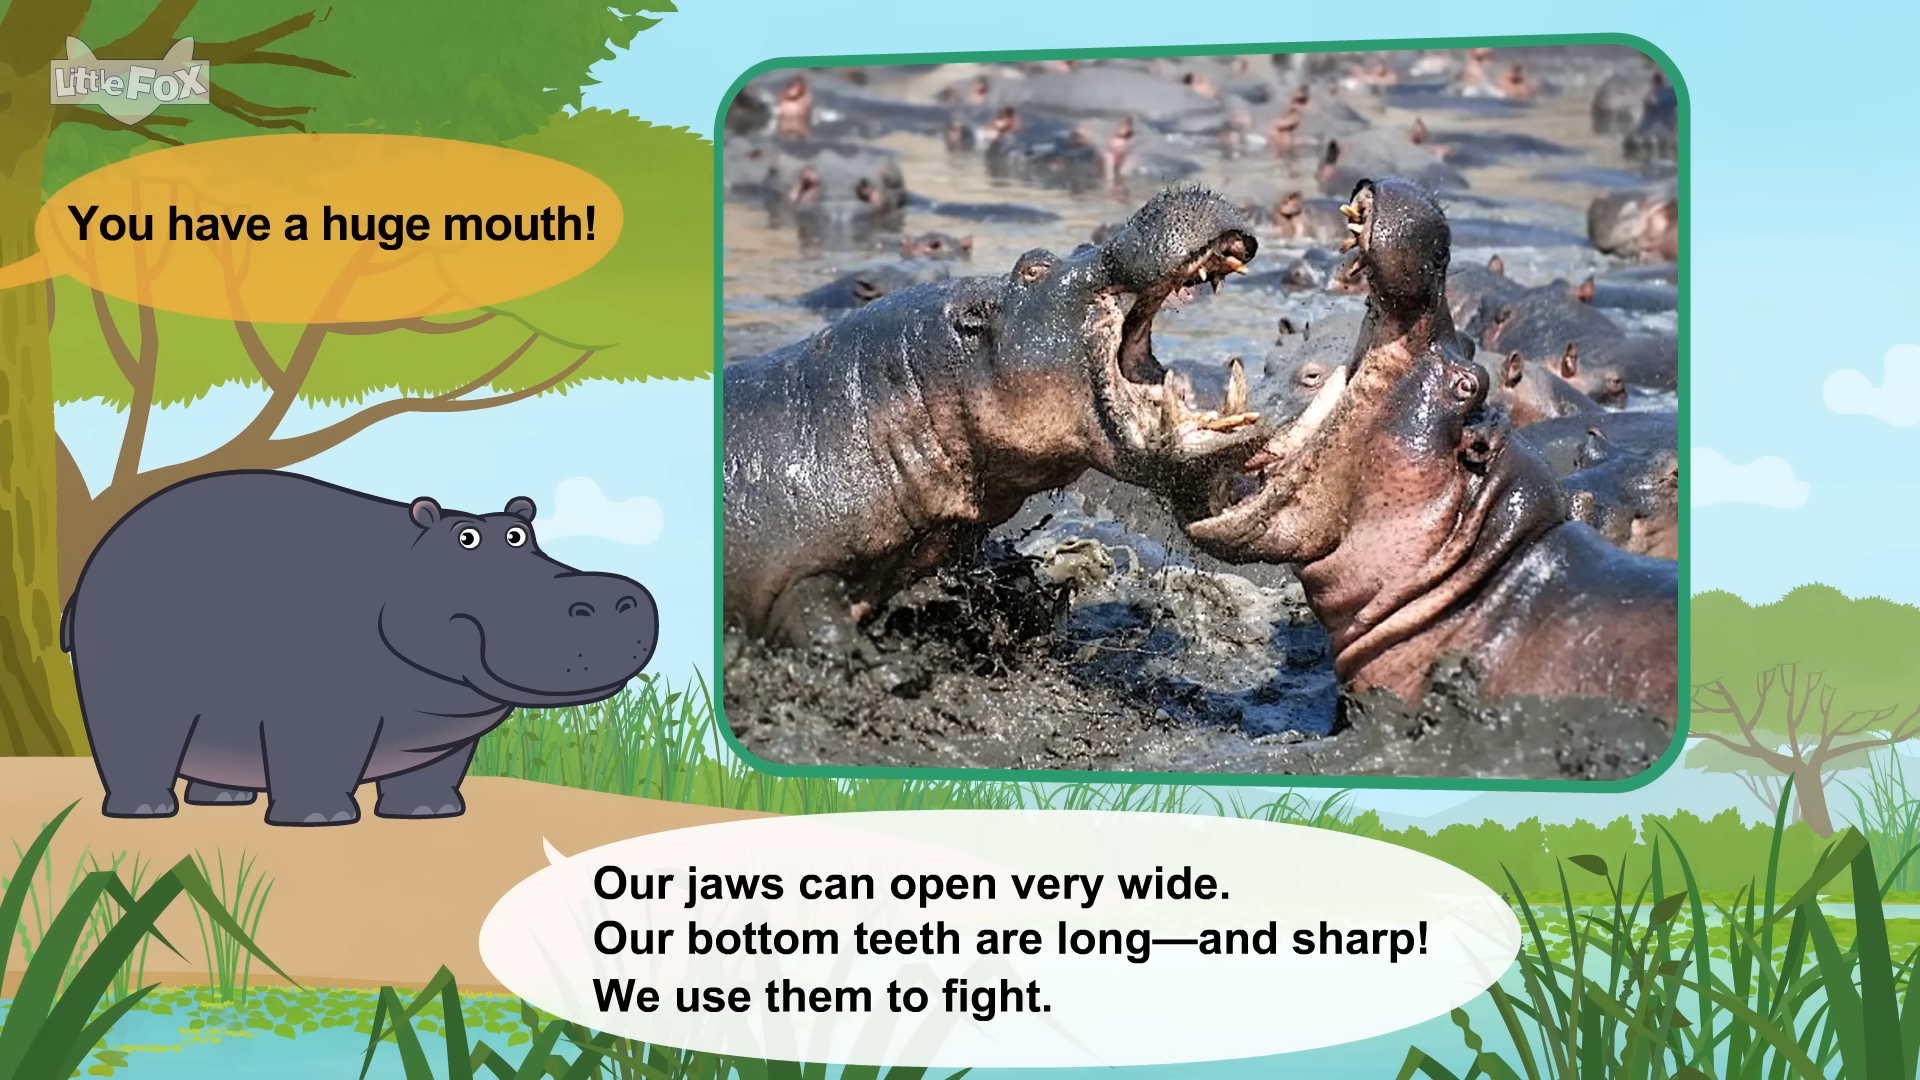 Little Fox
You have a huge mouth!
Our jaws can open very wide.
Our bottom teeth are long—and sharp!
We use them to fight.